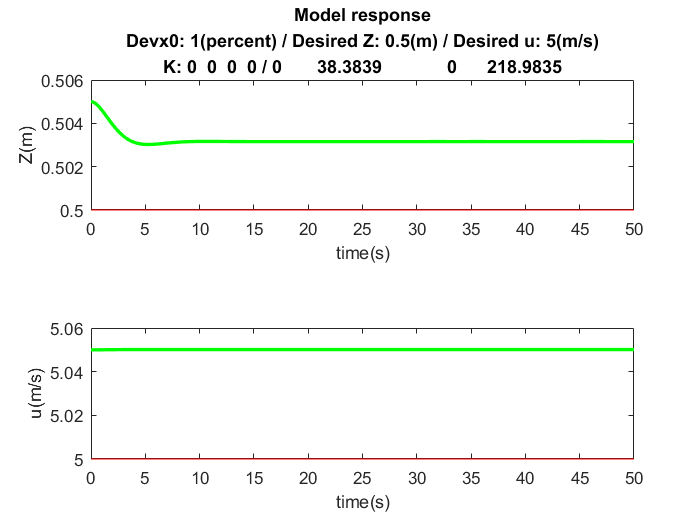 Model response
Devx0: 1(percent) / Desired Z: 0.5(m) / Desired u: 5(m/s)
K: 0 0 0 0 / 0 38.3839 0 218.9835
0.506
0.504
0.502
0.5
Z(m)
0 5 10 15 20 25 30 35 40 45 50
time(s)
5.06
5.04
5.02
5
u(m/s)
0 5 10 15 20 25 30 35 40 45 50
time(s)